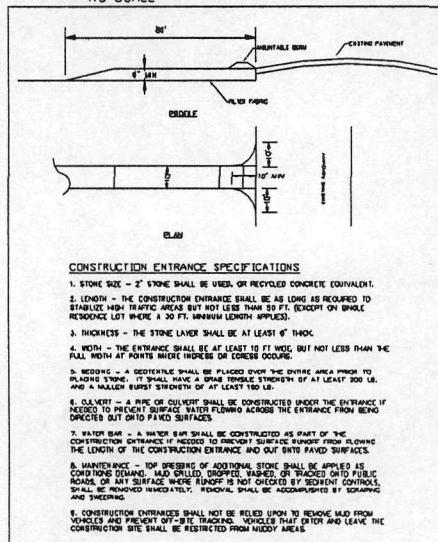 NO SCALE
MOUNTABLE BERM
EXISTING PAVEMENT
6" MIN
FILTER FABRIC
PROFILE
10' MIN
EXISTING ROADWAY
PLAN
CONSTRUCTION ENTRANCE SPECIFICATIONS
1. STONE SIZE - 2" STONE SHALL BE USED, OR RECYCLED CONCRETE EQUIVALENT.
2. LENGTH - THE CONSTRUCTION ENTRANCE SHALL BE AS LONG AS REQUIRED TO
STABILIZE HIGH TRAFFIC AREAS BUT NOT LESS THAN 50 FT. (EXCEPT ON SINGLE
RESIDENCE LOT WHERE A 30 FT. MINIMUM LENGTH APPLIES).
3. THICKNESS - THE STONE LAYER SHALL BE AT LEAST 6" THICK.
4. WIDTH - THE ENTRANCE SHALL BE AT LEAST 10 FT WIDE, BUT NOT LESS THAN THE
FULL WIDTH AT POINTS WHERE INGRESS OR EGRESS OCCURS.
5. BEDDING - A GEOTEXTILE SHALL BE PLACED OVER THE ENTIRE AREA PRIOR TO
PLACING STONE. IT SHALL HAVE A GRAB TENSILE STRENGTH OF AT LEAST 200 LB.
AND A MULLEN BURST STRENGTH OF AT LEAST 190 LB.
6. CULVERT - A PIPE OR CULVERT SHALL BE CONSTRUCTED UNDER THE ENTRANCE IF
NEEDED TO PREVENT SURFACE WATER FLOWING ACROSS THE ENTRANCE FROM BEING
DIRECTED OUT ONTO PAVED SURFACES.
7. WATER BAR - A WATER BAR SHALL BE CONSTRUCTED AS PART OF THE
CONSTRUCTION ENTRANCE IF NEEDED TO PREVENT SURFACE RUNOFF FROM FLOWING
THE LENGTH OF THE CONSTRUCTION ENTRANCE AND OUT ONTO PAVED SURFACES.
8. MAINTENANCE - TOP DRESSING OF ADDITIONAL STONE SHALL BE APPLIED AS
CONDITIONS DEMAND. MUD SPILLED, DROPPED, WASHED, OR TRACKED ONTO PUBLIC
ROADS, OR ANY SURFACE WHERE RUNOFF IS NOT CHECKED BY SEDIMENT CONTROLS,
SHALL BE REMOVED IMMEDIATELY. REMOVAL SHALL BE ACCOMPLISHED BY SCRAPING
AND SWEEPING.
9. CONSTRUCTION ENTRANCES SHALL NOT BE RELIED UPON TO REMOVE MUD FROM
VEHICLES AND PREVENT OFF-SITE TRACKING. VEHICLES THAT ENTER AND LEAVE THE
CONSTRUCTION SITE SHALL BE RESTRICTED FROM MUDDY AREAS.